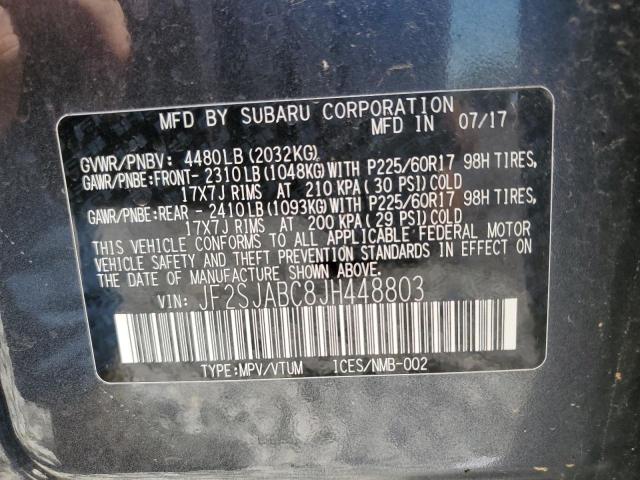 MFD BY SUBARU CORPORATION
MFD IN 07/17
GVWR/PNBV: 4480LB(2032KG)
GAWR/PNBE:FRONT-2310LB(1048KG)WITH P225/60R17 98H TIRES,
17X7J RIMS AT 210 KPA(30 PSI)COLD
GAWR/PNBE:REAR -2410LB(1093KG)WITH P225/60R17 98H TIRES,
17X7J RIMS AT 200 KPA(29 PSI)COLD
THIS VEHICLE CONFORMS TO ALL APPLICABLE FEDERAL MOTOR
VEHICLE SAFETY AND THEFT PREVENTION STANDARDS IN EFFECT ON
THE DATE OF MANUFACTURE SHOWN ABOVE.
VIN: JF2SJABC8JH448803
TYPE:MPV/VTUM ICES/NMB-002